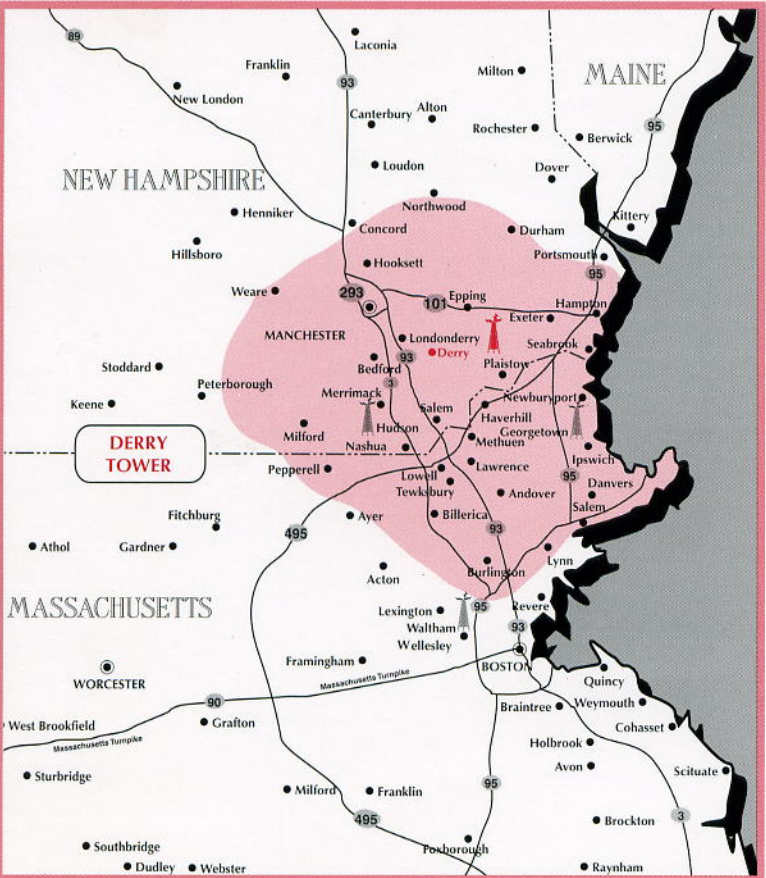 89
Laconia
Franklin
93
Milton
MAINE
New London
Canterbury
Alton
Rochester
95
Berwick
Loudon
Dover
NEW HAMPSHIRE
Northwood
Henniker
Concord
Durham
Kittery
Hillsboro
Portsmouth
Hooksett
95
Weare
293
101
Epping
Hampton
Exeter
MANCHESTER
Londonderry
Derry
Seabrook
93
Bedford
Plaistow
Stoddard
Peterborough
3
Merrimack
Newburyport
Keene
Salem
Haverhill
Hudson
Georgetown
Milford
Nashua
Methuen
DERRY
TOWER
Pepperell
Lowell
Lawrence
Ipswich
95
Tewksbury
Andover
Danvers
Salem
Fitchburg
Ayer
Billerica
93
495
Athol
Gardner
Lynn
Acton
Burlington
MASSACHUSETTS
Lexington
95
Revere
Waltham
93
Wellesley
Framingham
BOSTON
WORCESTER
Massachusetts Turnpike
Quincy
90
Braintree
Weymouth
West Brookfield
Grafton
Cohasset
Massachusetts Turnpike
Holbrook
Avon
Sturbridge
Scituate
95
Milford
Franklin
495
3
Brockton
Southbridge
Foxborough
Dudley
Webster
Raynham